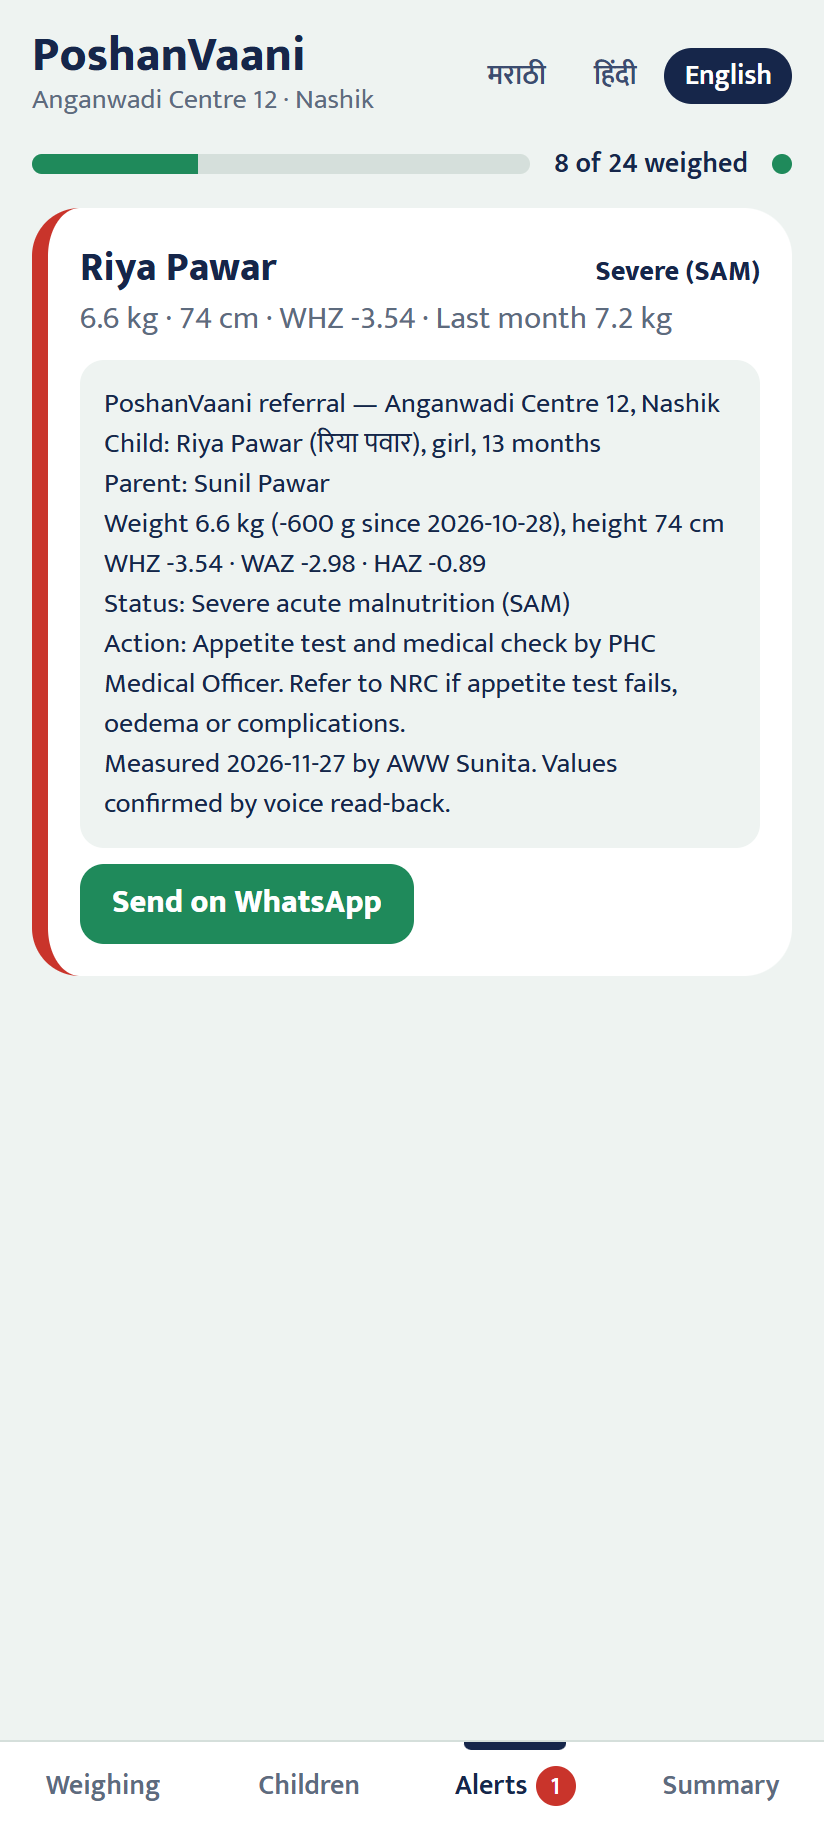 PoshanVaani
Anganwadi Centre 12 · Nashik
मराठी
हिंदी
English
8 of 24 weighed
Riya Pawar
Severe (SAM)
6.6 kg · 74 cm · WHZ -3.54 · Last month 7.2 kg
PoshanVaani referral — Anganwadi Centre 12, Nashik
Child: Riya Pawar (रिया पवार), girl, 13 months
Parent: Sunil Pawar
Weight 6.6 kg (-600 g since 2026-10-28), height 74 cm
WHZ -3.54 · WAZ -2.98 · HAZ -0.89
Status: Severe acute malnutrition (SAM)
Action: Appetite test and medical check by PHC
Medical Officer. Refer to NRC if appetite test fails,
oedema or complications.
Measured 2026-11-27 by AWW Sunita. Values
confirmed by voice read-back.
Send on WhatsApp
Weighing
Children
Alerts 1
Summary